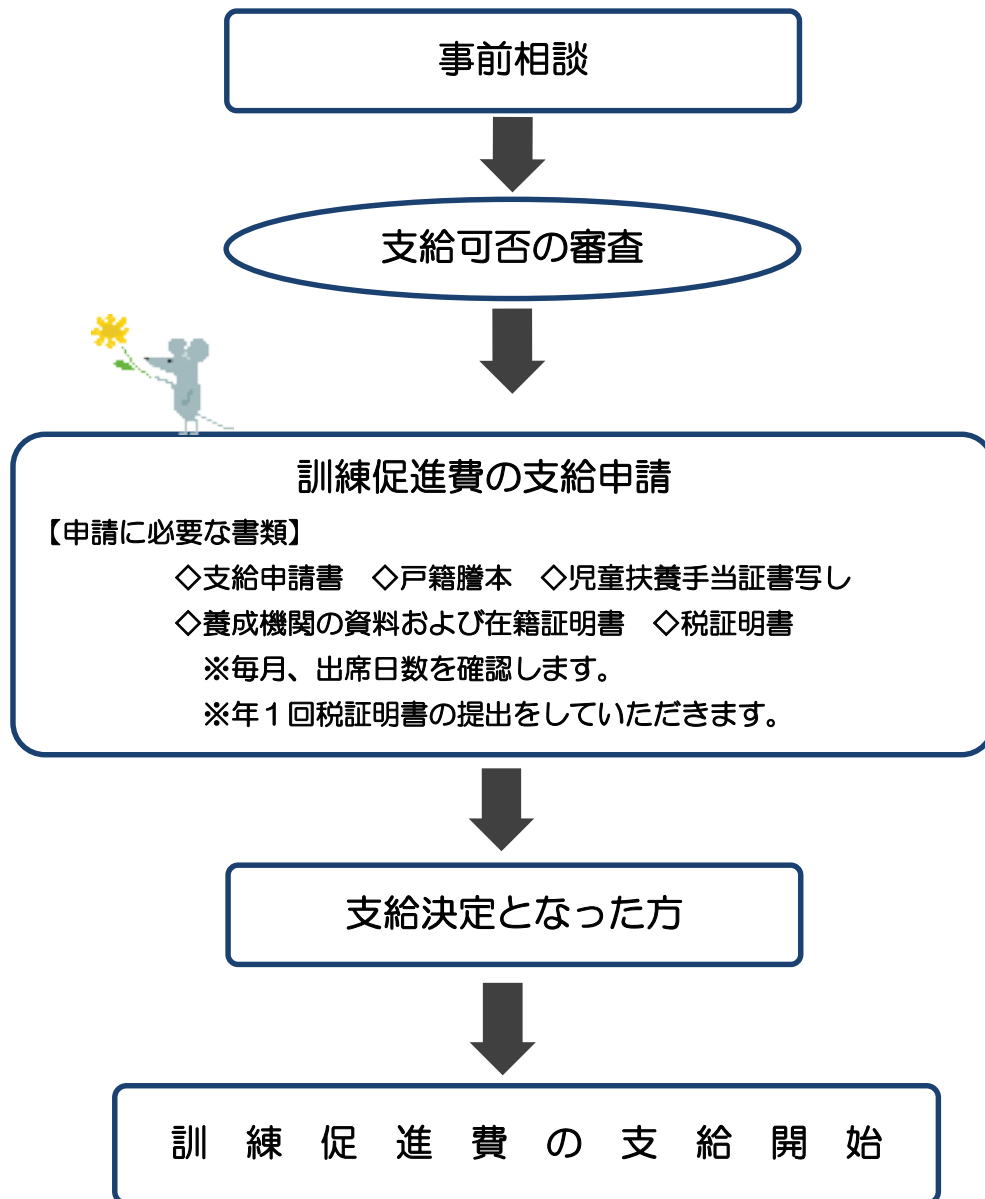 事前相談
支給可否の審査
訓練促進費の支給申請
【申請に必要な書類】
◇支給申請書　◇戸籍謄本　◇児童扶養手当証書写し
◇養成機関の資料および在籍証明書　◇税証明書
※毎月、出席日数を確認します。
※年１回税証明書の提出をしていただきます。
支給決定となった方
訓　練　促　進　費　の　支　給　開　始